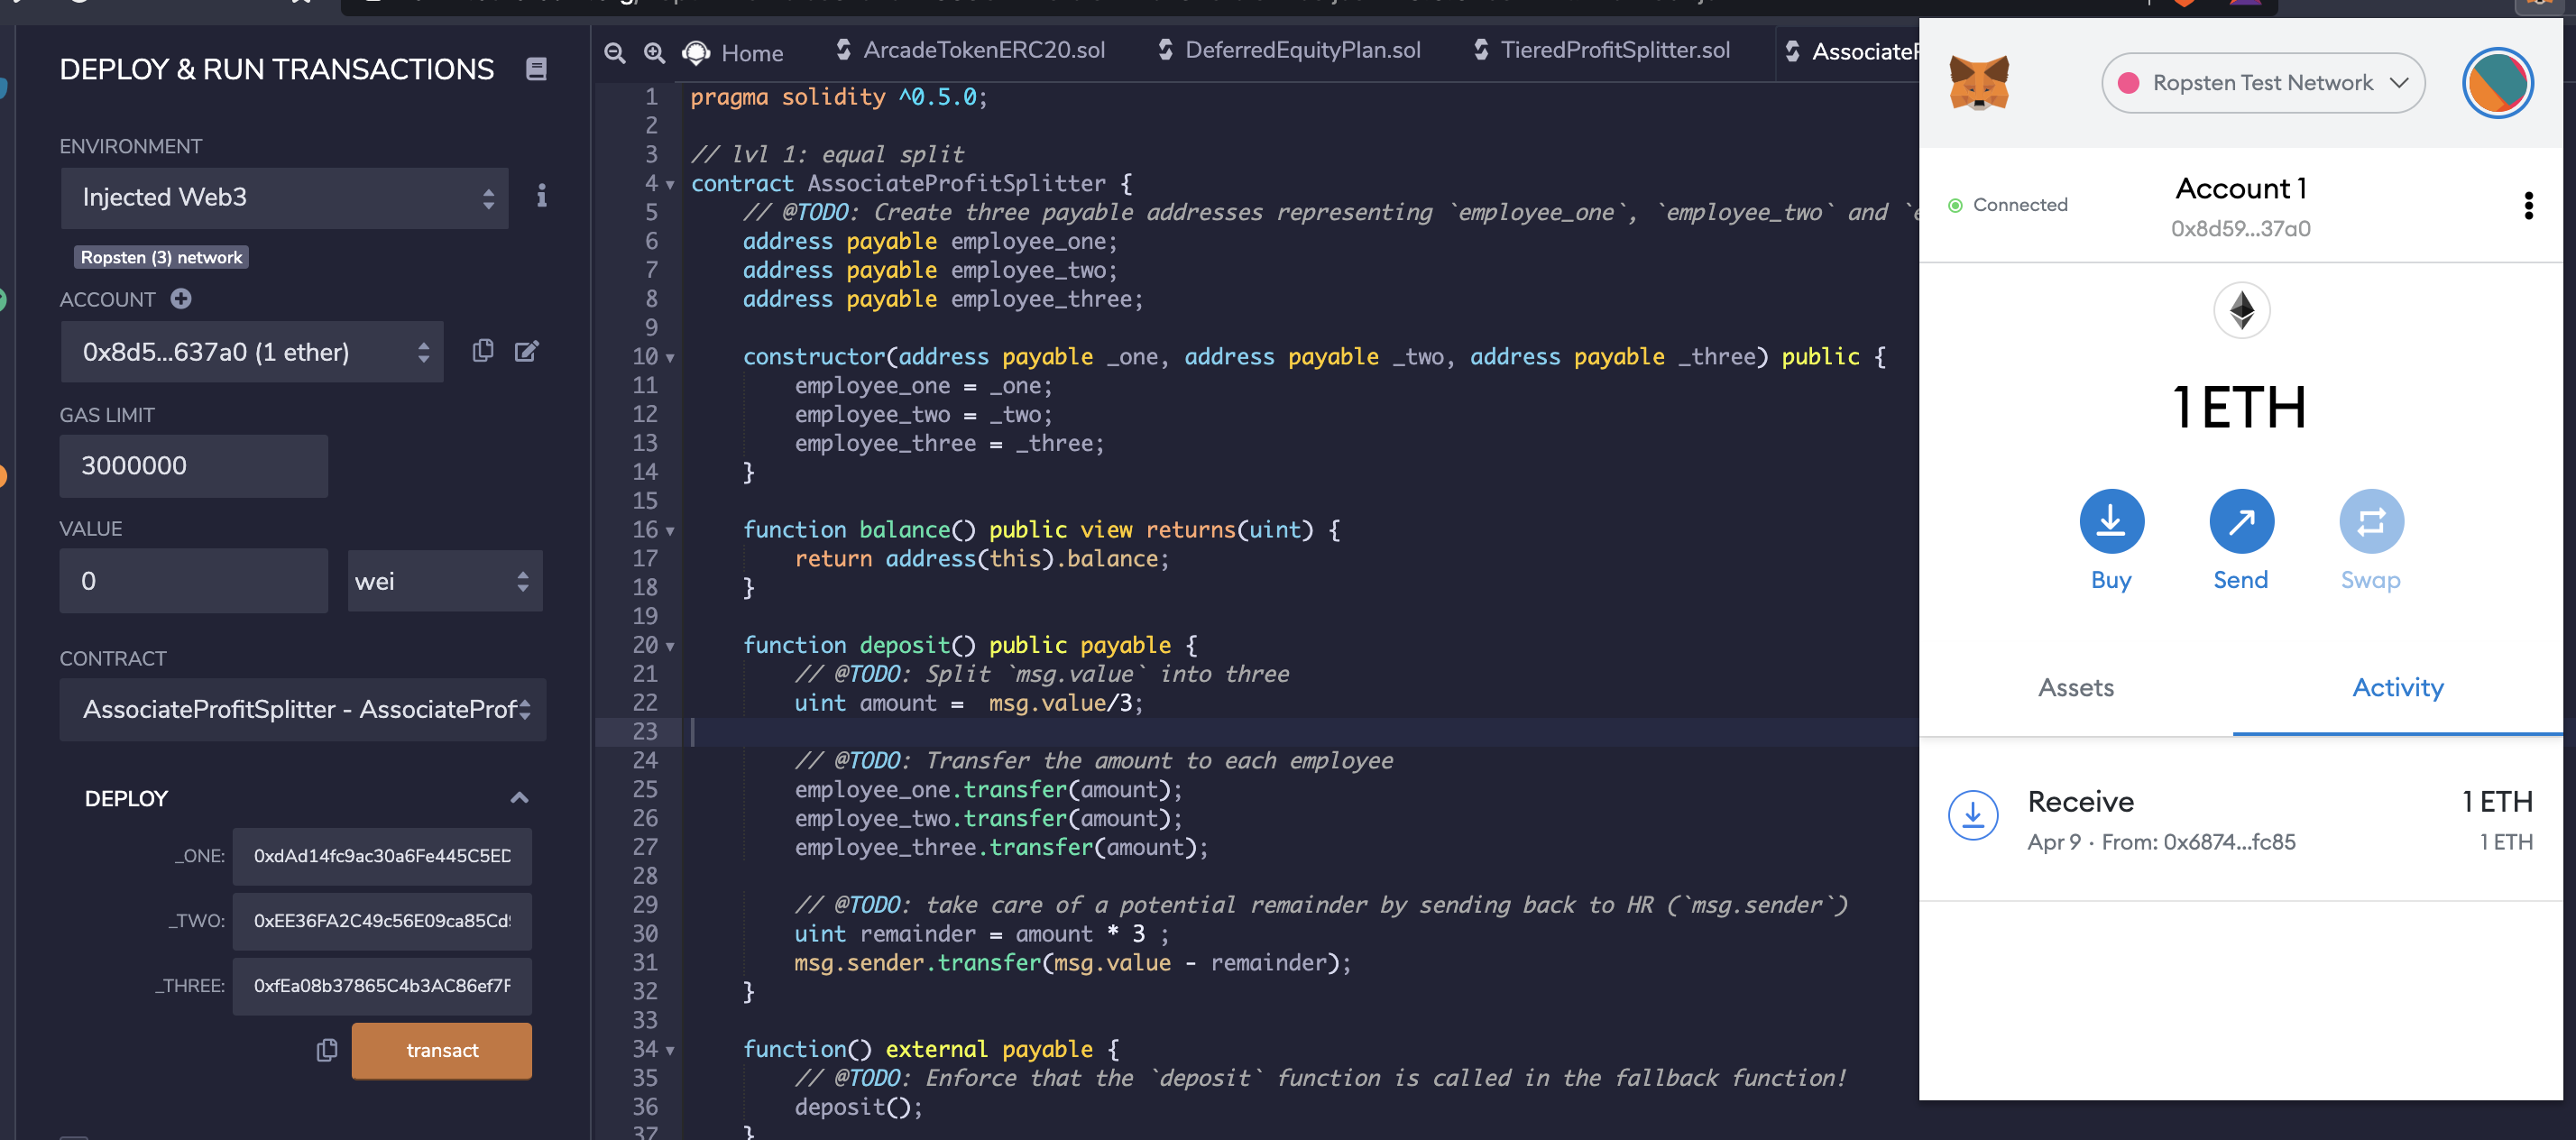 DEPLOY & RUN TRANSACTIONS
ENVIRONMENT
Injected Web3
Ropsten (3) network
ACCOUNT
0x8d5...637a0 (1 ether)
GAS LIMIT
3000000
VALUE
0
wei
CONTRACT
AssociateProfitSplitter - AssociateProf
DEPLOY
_ONE:
0xdAd14fc9ac30a6Fe445C5ED
_TWO:
0xEE36FA2C49c56E09ca85Cd
_THREE:
0xfEa08b37865C4b3AC86ef7F
transact
Home
ArcadeTokenERC20.sol
DeferredEquityPlan.sol
TieredProfitSplitter.sol
AssociateP
1 pragma solidity ^0.5.0;
2
3 // lvl 1: equal split
4 contract AssociateProfitSplitter {
5 // @TODO: Create three payable addresses representing `employee_one`, `employee_two` and `e
6 address payable employee_one;
7 address payable employee_two;
8 address payable employee_three;
9
10 constructor(address payable _one, address payable _two, address payable _three) public {
11 employee_one = _one;
12 employee_two = _two;
13 employee_three = _three;
14 }
15
16 function balance() public view returns(uint) {
17 return address(this).balance;
18 }
19
20 function deposit() public payable {
21 // @TODO: Split `msg.value` into three
22 uint amount =  msg.value/3;
23
24 // @TODO: Transfer the amount to each employee
25 employee_one.transfer(amount);
26 employee_two.transfer(amount);
27 employee_three.transfer(amount);
28
29 // @TODO: take care of a potential remainder by sending back to HR (`msg.sender`)
30 uint remainder = amount * 3 ;
31 msg.sender.transfer(msg.value - remainder);
32 }
33
34 function() external payable {
35 // @TODO: Enforce that the `deposit` function is called in the fallback function!
36 deposit();
37 }
Ropsten Test Network
Connected
Account 1
0x8d59...37a0
1 ETH
Buy
Send
Swap
Assets
Activity
Receive
1 ETH
Apr 9 · From: 0x6874...fc85
1 ETH